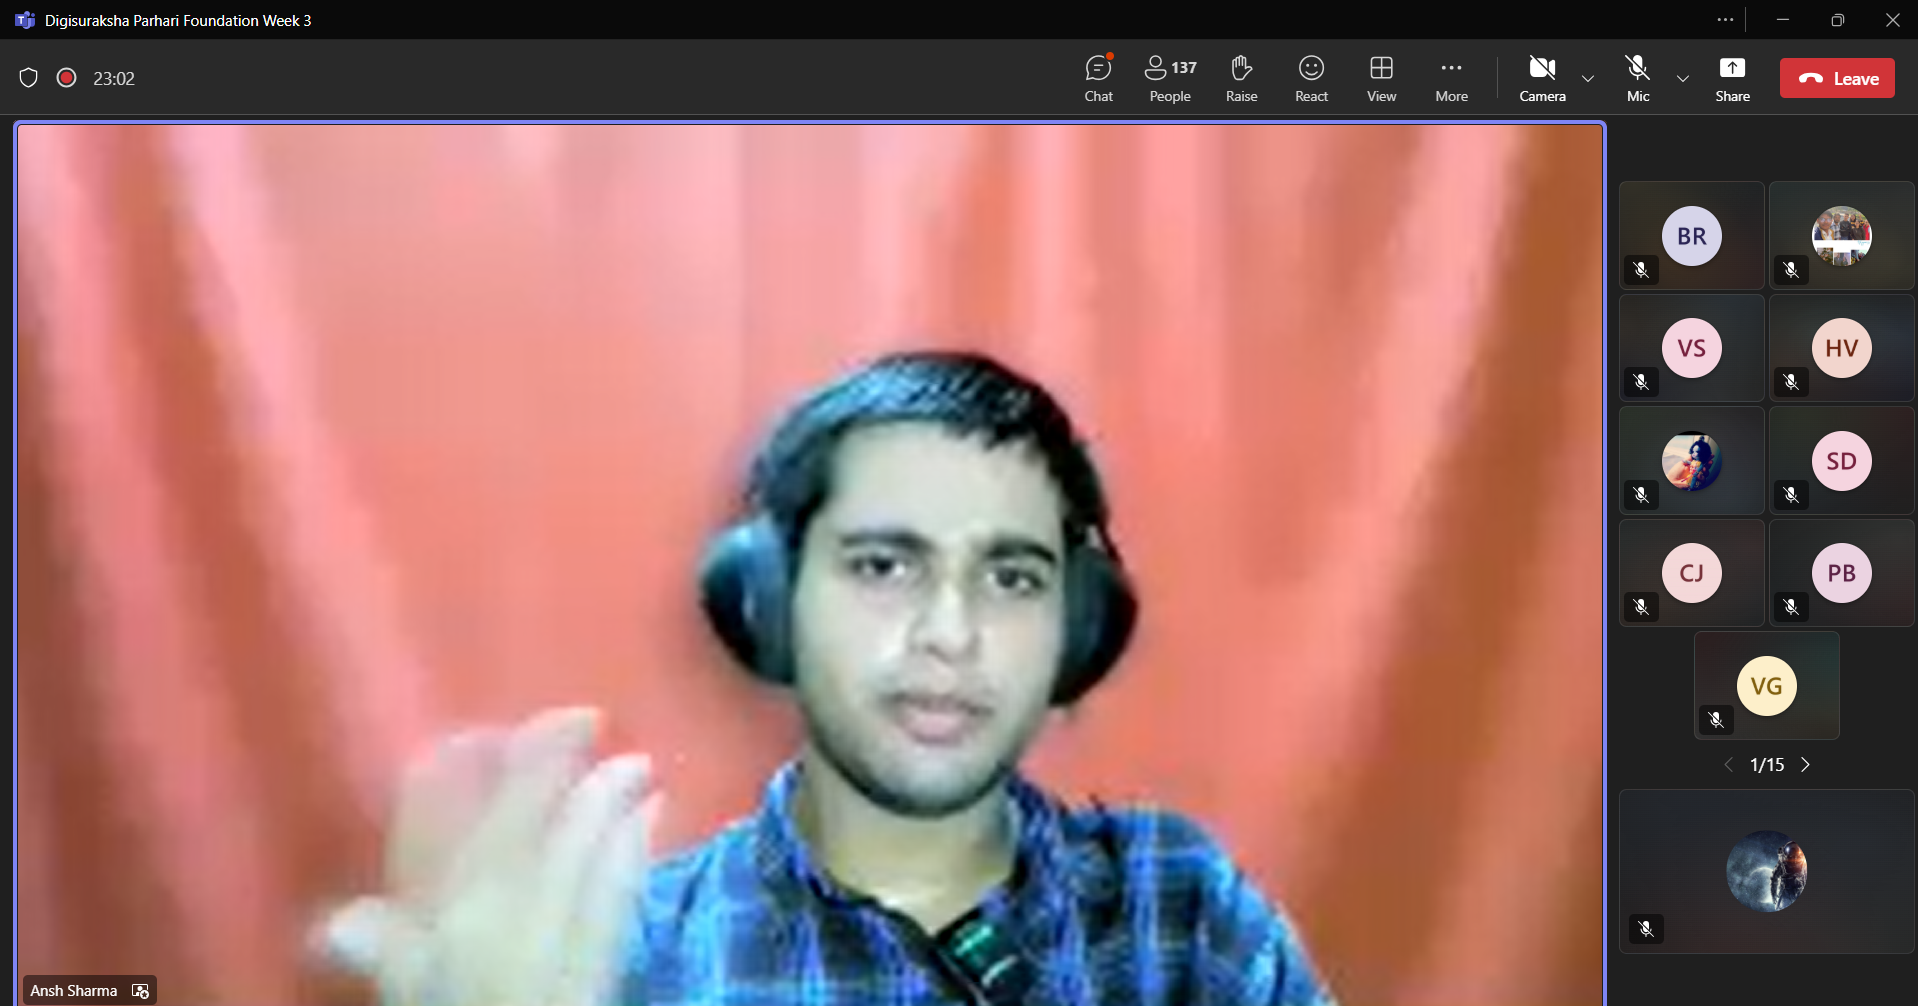 Digisuraksha Parhari Foundation Week 3
23:02
Chat
137
People
Raise
React
View
More
Camera
Mic
Share
Leave
BR
VS
HV
SD
CJ
PB
VG
1/15
Ansh Sharma